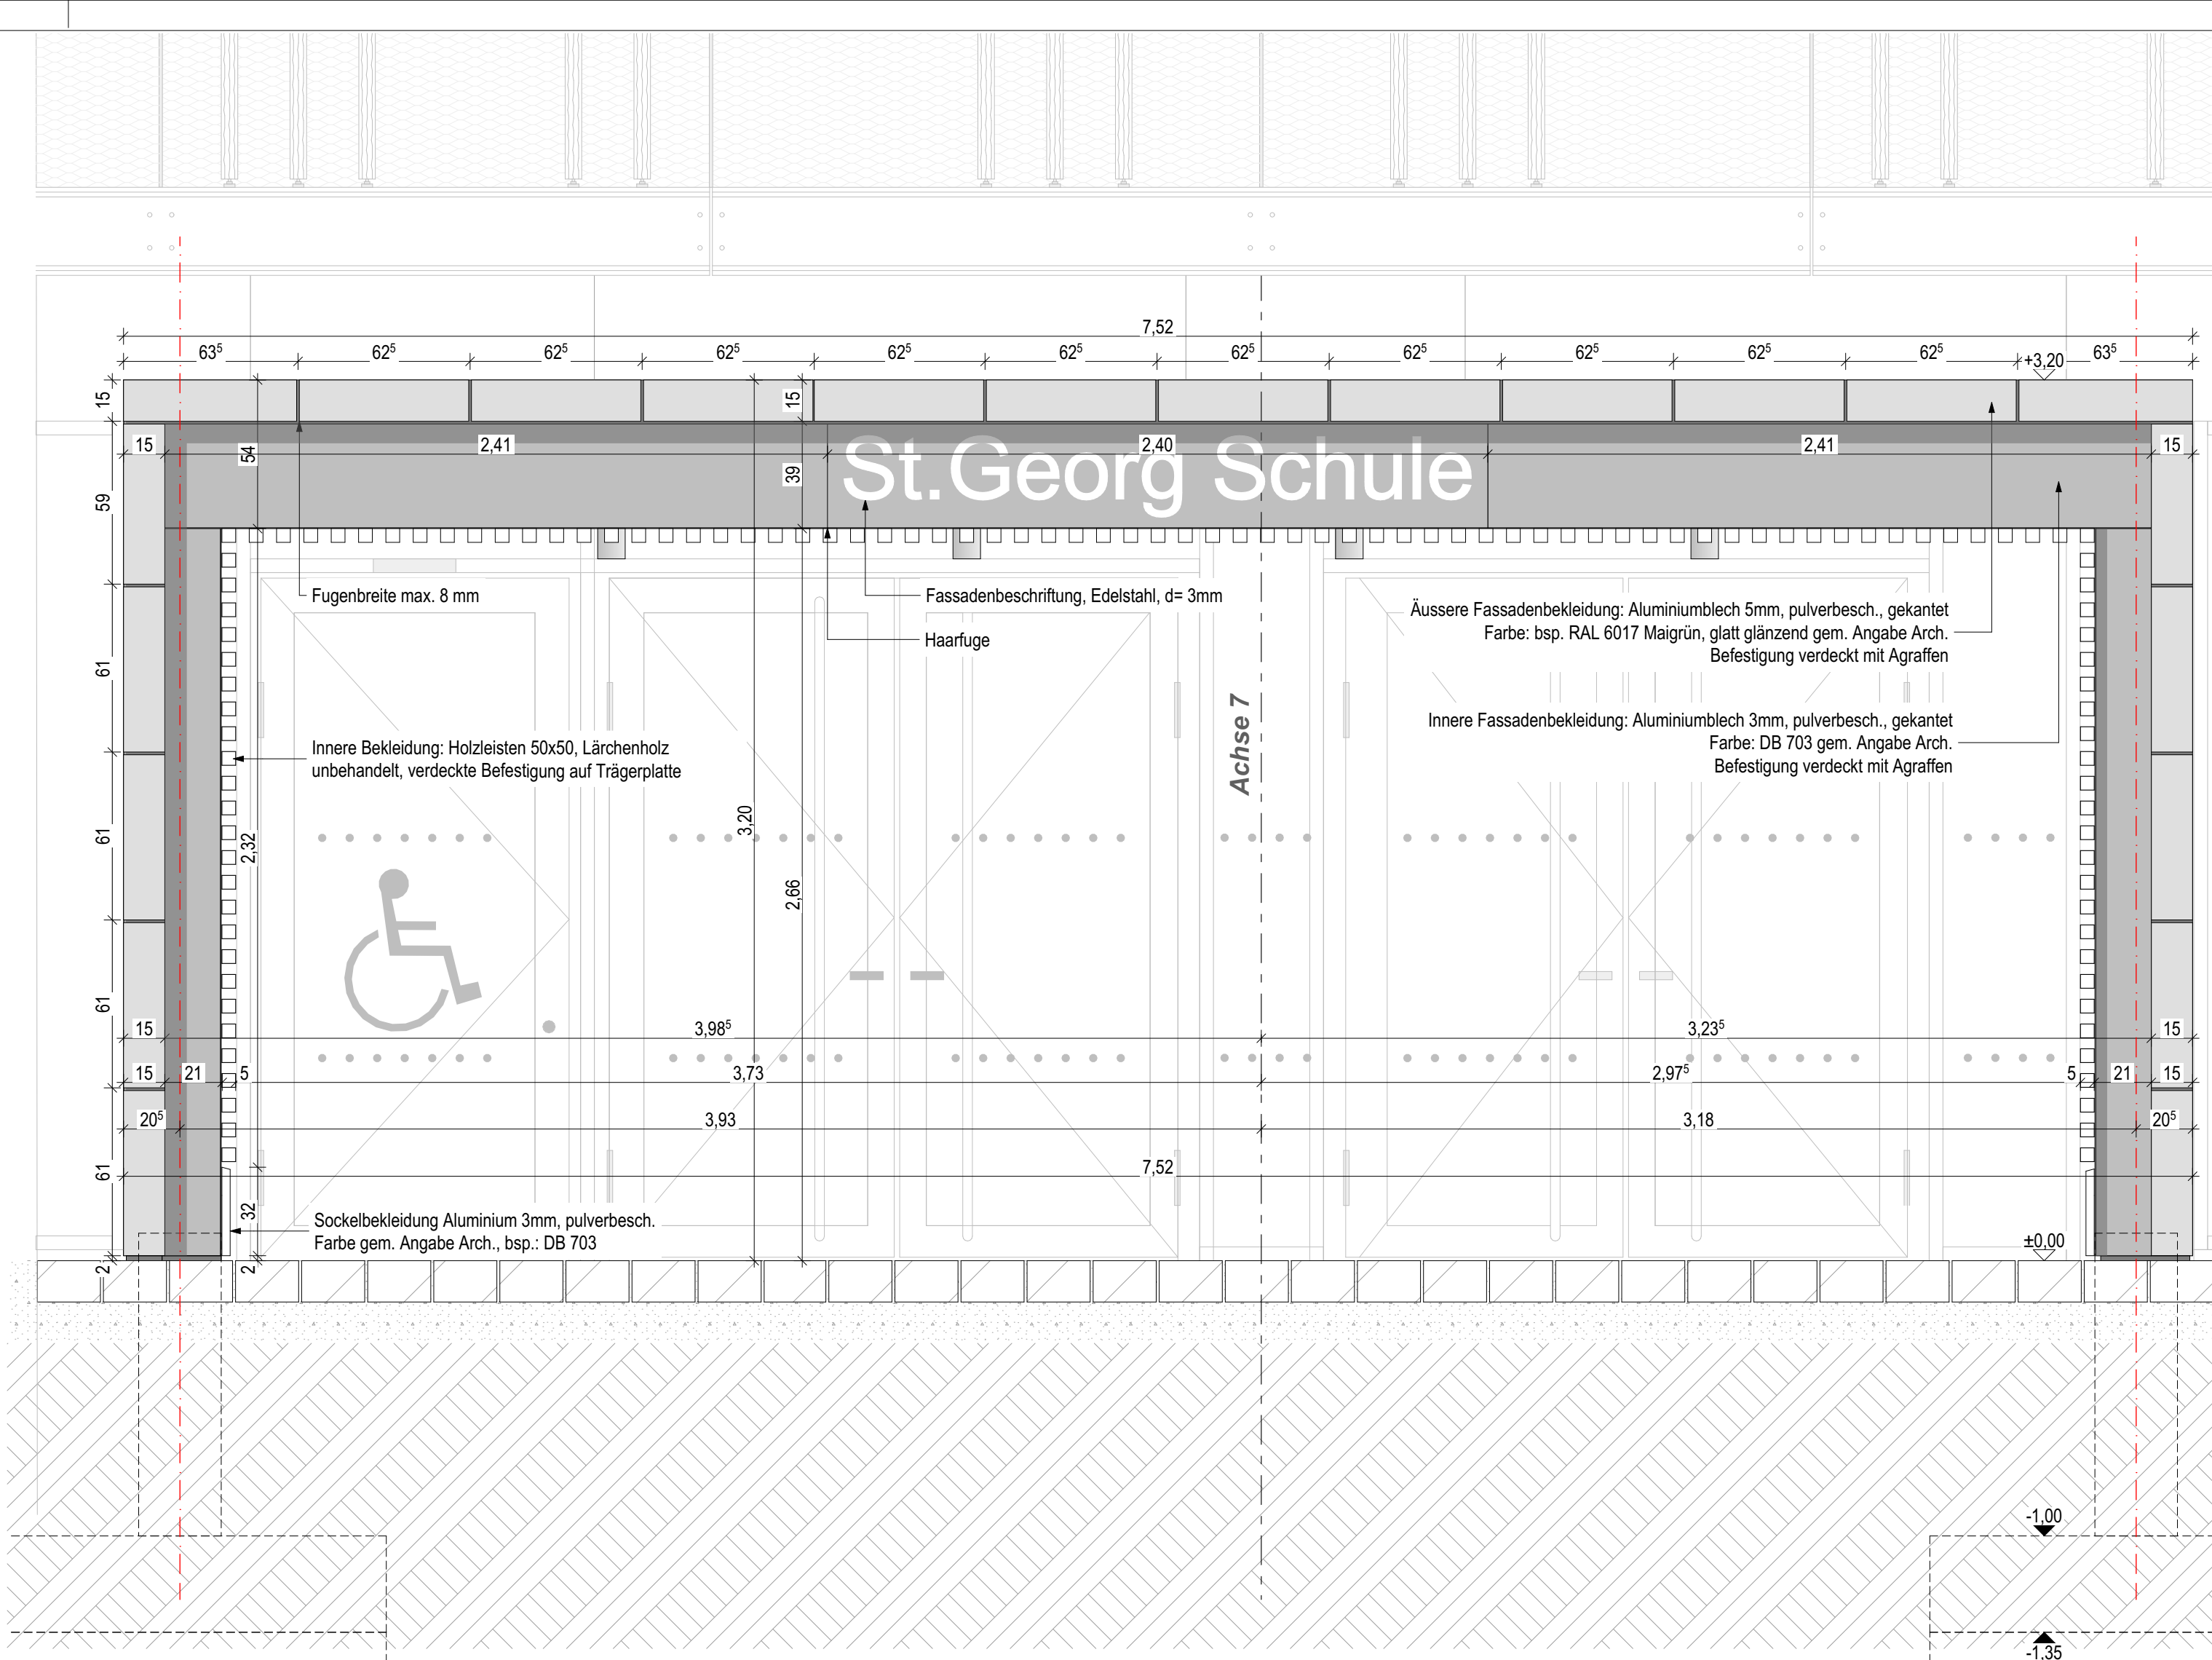 7,52
63⁵ 62⁵ 62⁵ 62⁵ 62⁵ 62⁵ 62⁵ 62⁵ 62⁵ 62⁵ 62⁵ 63⁵
+3,20
15 15
15 2,41 2,40 2,41 15
54 39
St.Georg Schule
59
Fugenbreite max. 8 mm
Fassadenbeschriftung, Edelstahl, d= 3mm
Haarfuge
Äussere Fassadenbekleidung: Aluminiumblech 5mm, pulverbesch., gekantet
Farbe: bsp. RAL 6017 Maigrün, glatt glänzend gem. Angabe Arch.
Befestigung verdeckt mit Agraffen
61
Innere Fassadenbekleidung: Aluminiumblech 3mm, pulverbesch., gekantet
Farbe: DB 703 gem. Angabe Arch.
Befestigung verdeckt mit Agraffen
Achse 7
Innere Bekleidung: Holzleisten 50x50, Lärchenholz
unbehandelt, verdeckte Befestigung auf Trägerplatte
61 2,32 3,20
2,66
61
15 3,98⁵ 3,23⁵ 15
15 21 5 3,73 2,97⁵ 5 21 15
20⁵ 3,93 3,18 20⁵
61 7,52
32
Sockelbekleidung Aluminium 3mm, pulverbesch.
Farbe gem. Angabe Arch., bsp.: DB 703
±0,00
2 2
-1,00
-1,35